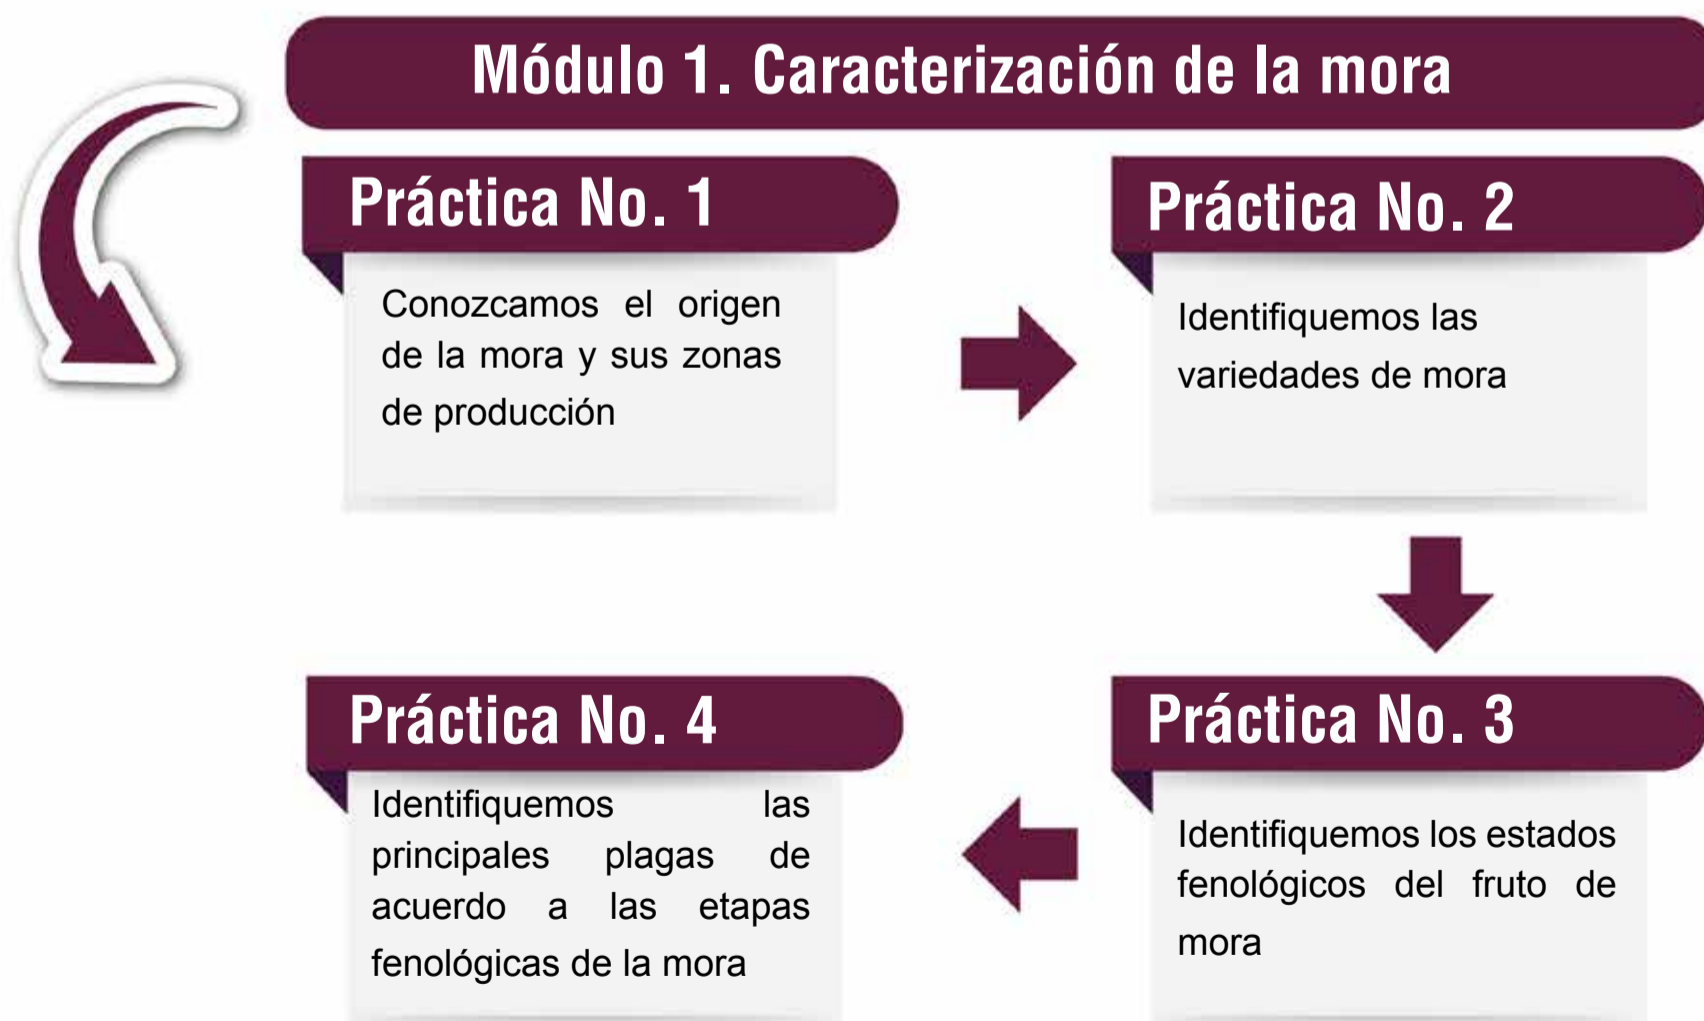 Módulo 1. Caracterización de la mora
Práctica No. 1
Conozcamos el origen
de la mora y sus zonas
de producción
Práctica No. 2
Identifiquemos las
variedades de mora
Práctica No. 3
Identifiquemos los estados
fenológicos del fruto de
mora
Práctica No. 4
Identifiquemos las
principales plagas de
acuerdo a las etapas
fenológicas de la mora